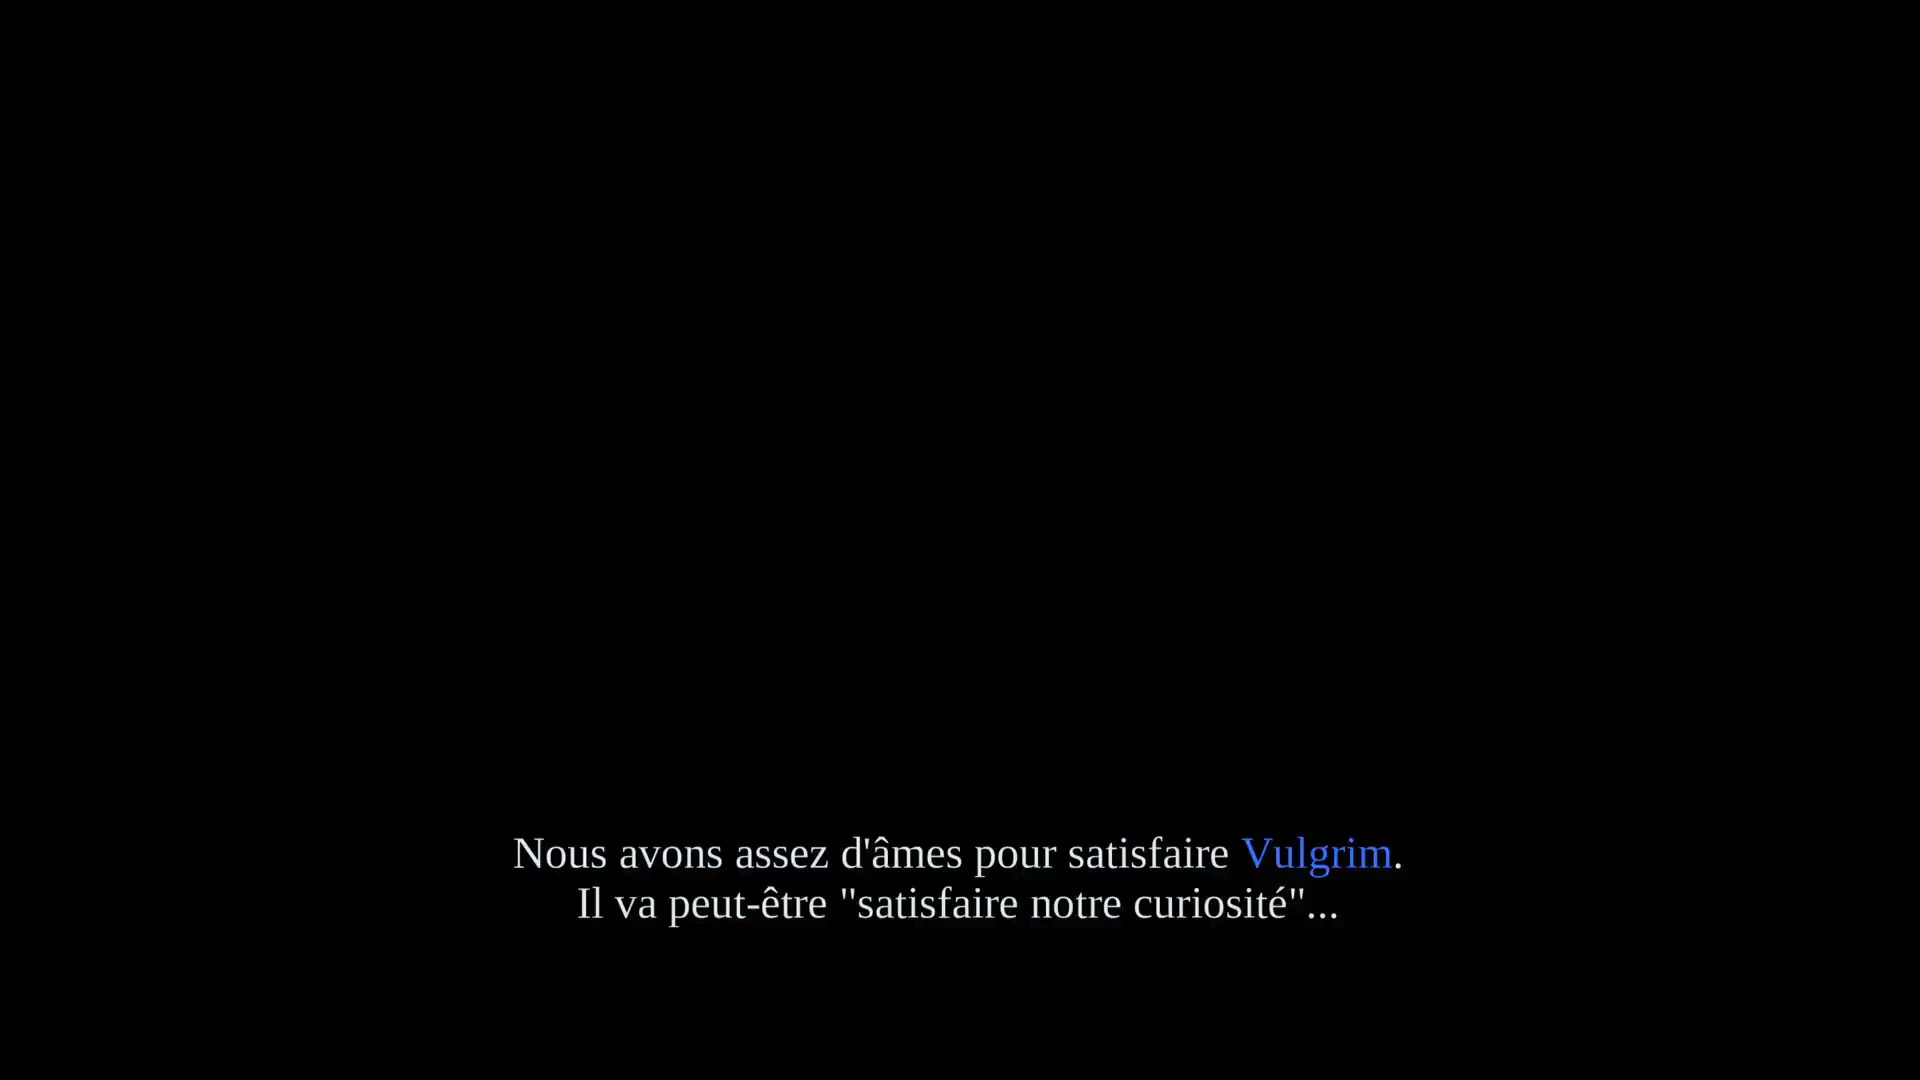 Nous avons assez d'âmes pour satisfaire Vulgrim.
Il va peut-être "satisfaire notre curiosité"...